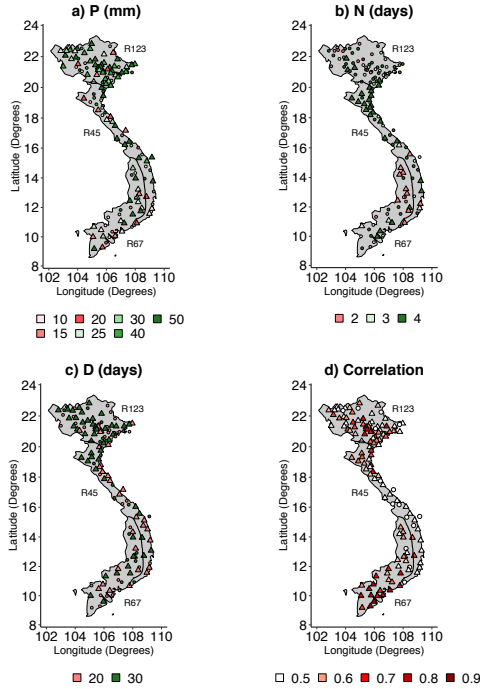 a) P (mm)
Latitude (Degrees)
24
22
20
18
16
14
12
10
8
R123
R45
R67
102 104 106 108 110
Longitude (Degrees)
10 20 30 50
15 25 40
b) N (days)
Latitude (Degrees)
24
22
20
18
16
14
12
10
8
R123
R45
R67
102 104 106 108 110
Longitude (Degrees)
2 3 4
c) D (days)
Latitude (Degrees)
24
22
20
18
16
14
12
10
8
R123
R45
R67
102 104 106 108 110
Longitude (Degrees)
20 30
d) Correlation
Latitude (Degrees)
24
22
20
18
16
14
12
10
8
R123
R45
R67
102 104 106 108 110
Longitude (Degrees)
0.5 0.6 0.7 0.8 0.9